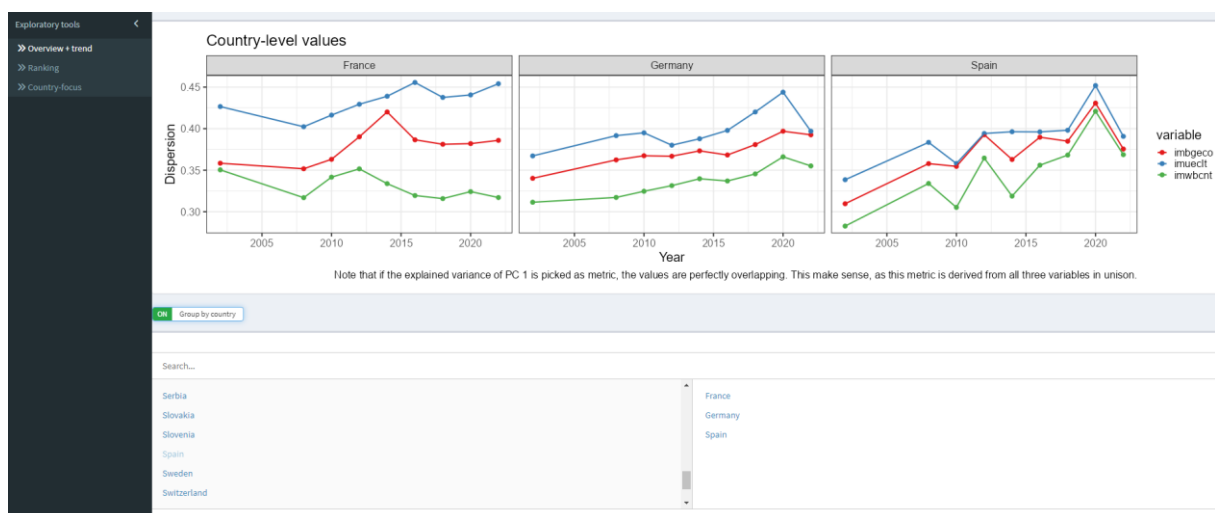 Exploratory tools
Overview + trend
Ranking
Country-focus
Country-level values
France Germany Spain
0.45
0.40
0.35
0.30
Dispersion
2005 2010 2015 2020 2005 2010 2015 2020 2005 2010 2015 2020
Year
variable
imbgeco
imueclt
imwbcnt
Note that if the explained variance of PC 1 is picked as metric, the values are perfectly overlapping. This make sense, as this metric is derived from all three variables in unison.
ON Group by country
Search...
Serbia
Slovakia
Slovenia
Spain
Sweden
Switzerland
France
Germany
Spain